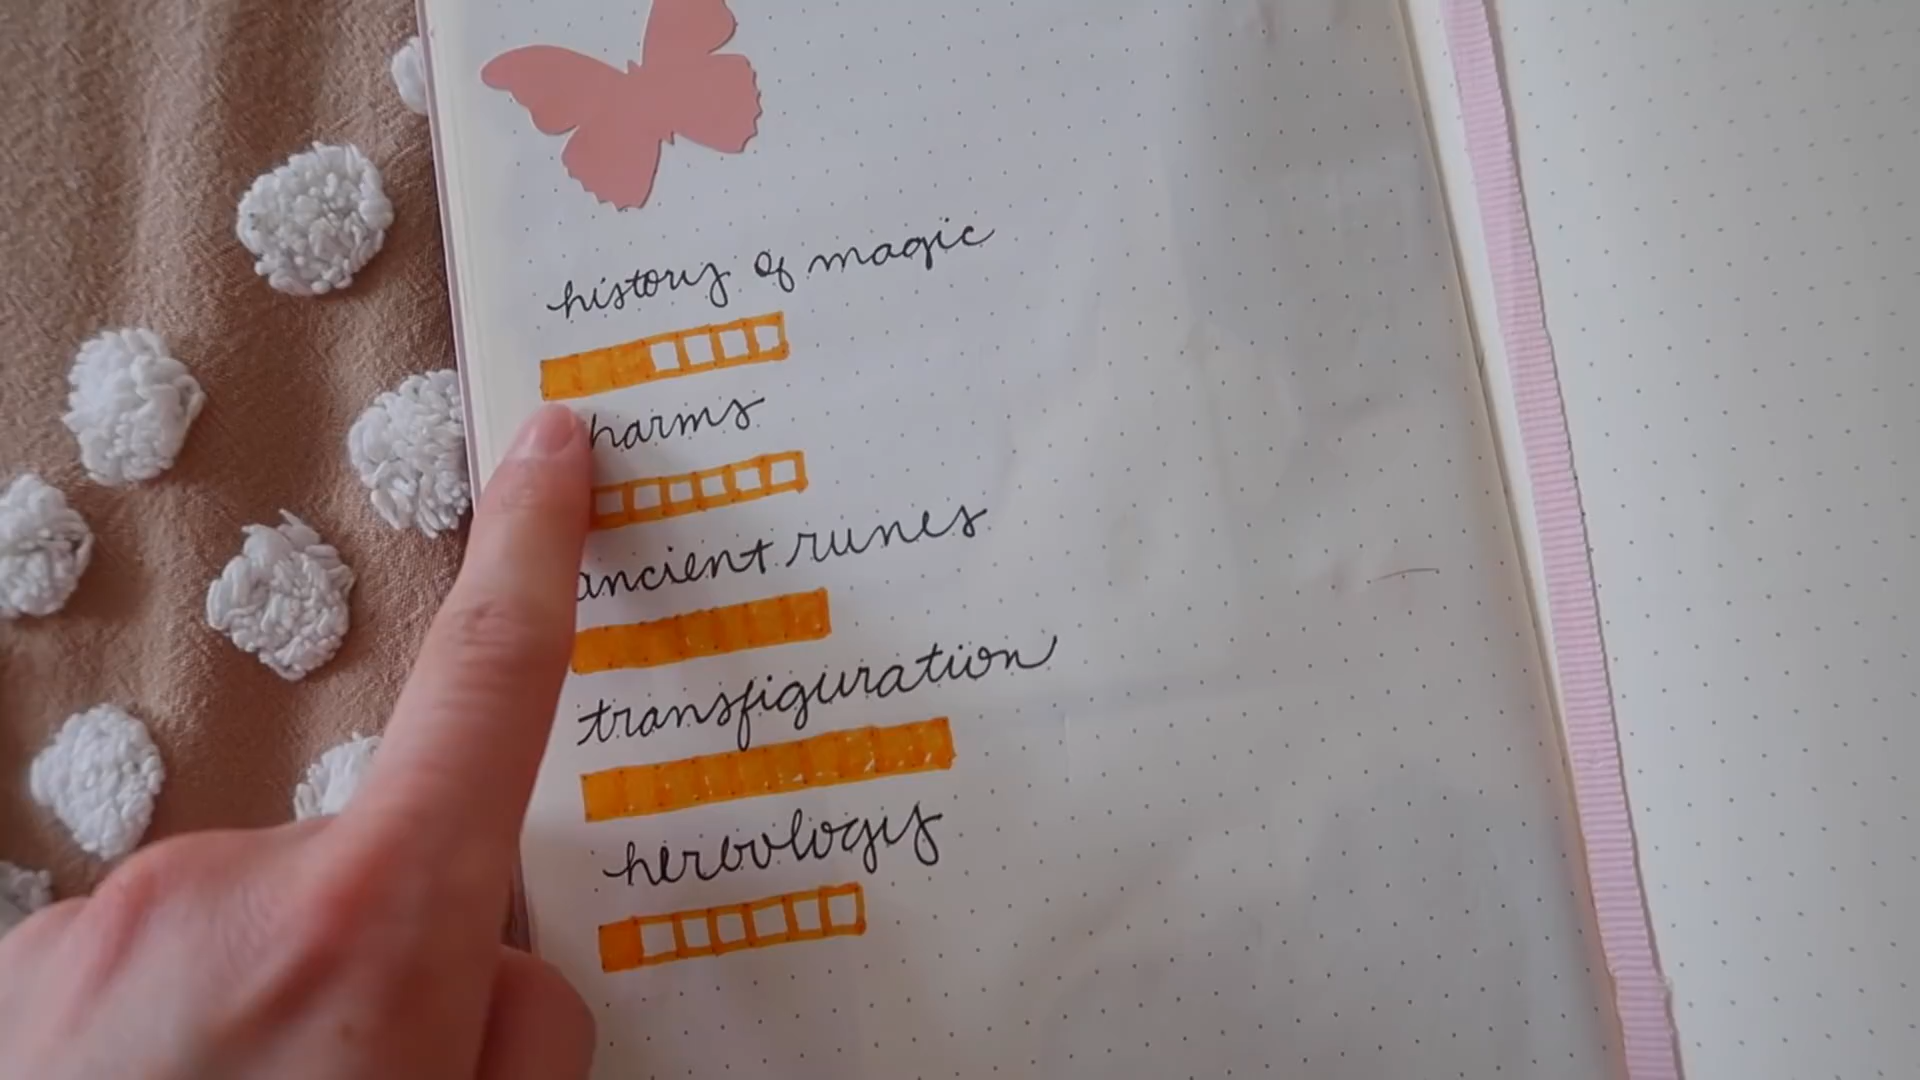 history of magic
harms
ancient runes
transfiguration
herbology